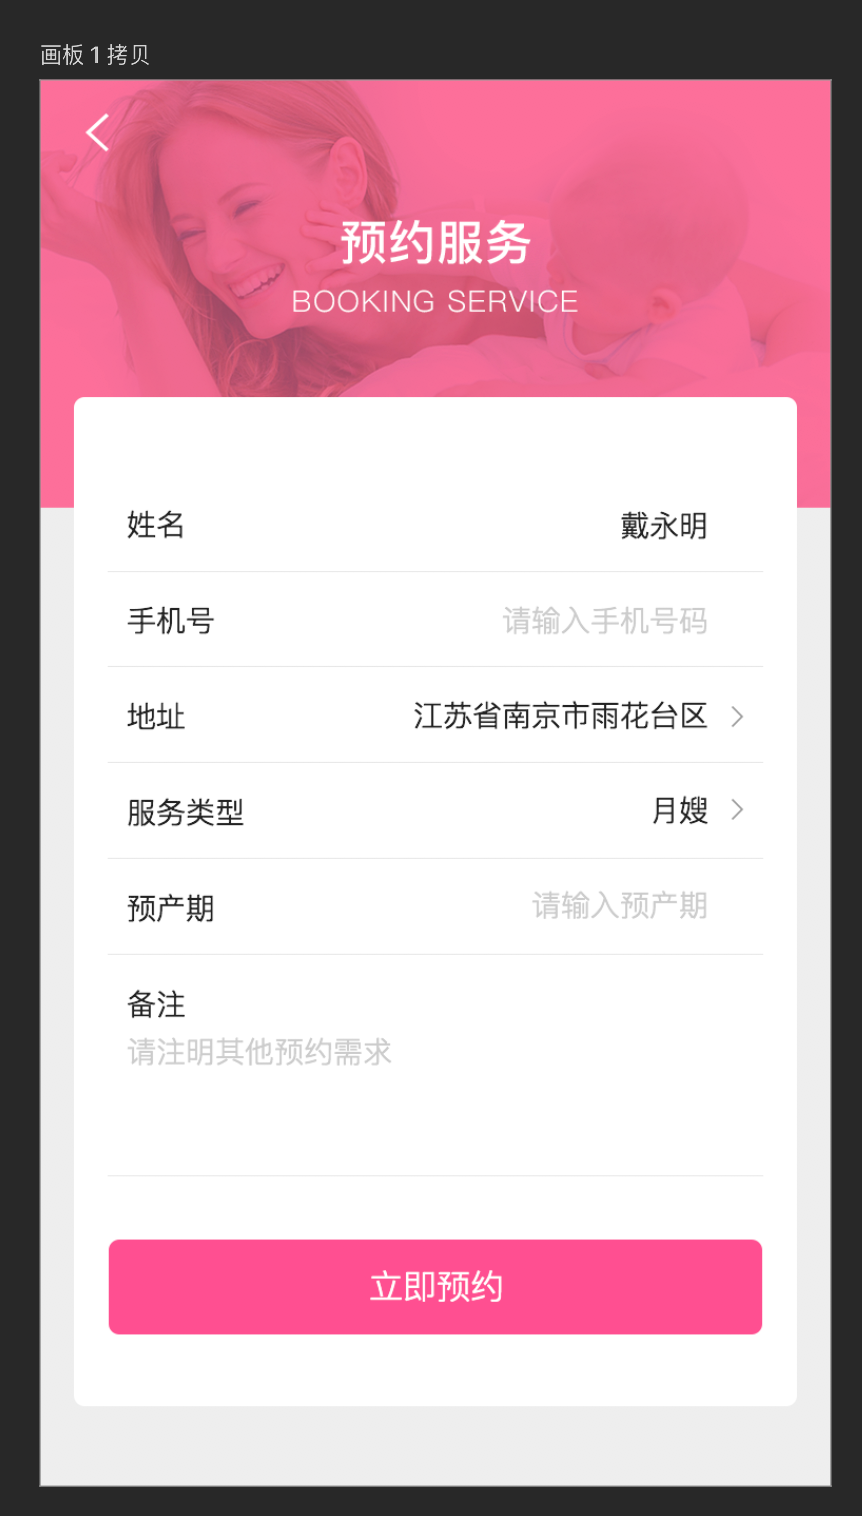 画板 1 拷贝
预约服务
BOOKING SERVICE
姓名 戴永明
手机号 请输入手机号码
地址 江苏省南京市雨花台区
服务类型 月嫂
预产期 请输入预产期
备注
请注明其他预约需求
立即预约